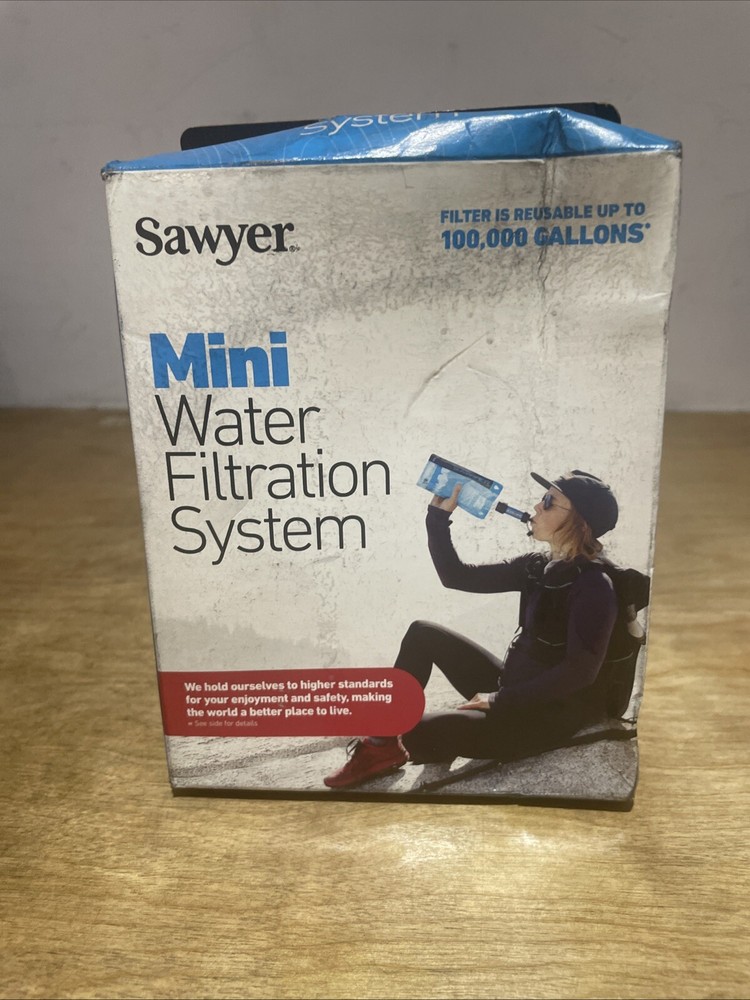 System
Sawyer
FILTER IS REUSABLE UP TO
100,000 GALLONS*
Mini
Water
Filtration
System
We hold ourselves to higher standards
for your enjoyment and safety, making
the world a better place to live.
See side for details